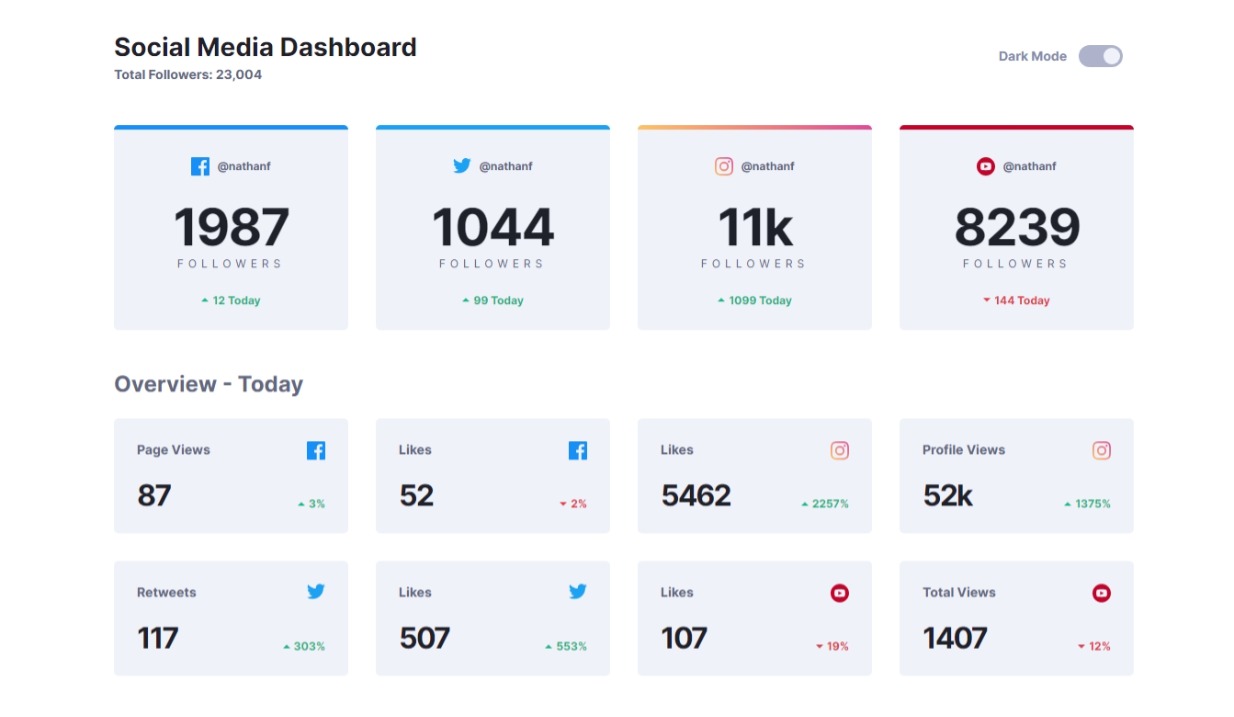 Social Media Dashboard
Total Followers: 23,004
Dark Mode
@nathanf
1987
FOLLOWERS
12 Today
@nathanf
1044
FOLLOWERS
99 Today
@nathanf
11k
FOLLOWERS
1099 Today
@nathanf
8239
FOLLOWERS
144 Today
Overview - Today
Page Views
87
3%
Likes
52
2%
Likes
5462
2257%
Profile Views
52k
1375%
Retweets
117
303%
Likes
507
553%
Likes
107
19%
Total Views
1407
12%